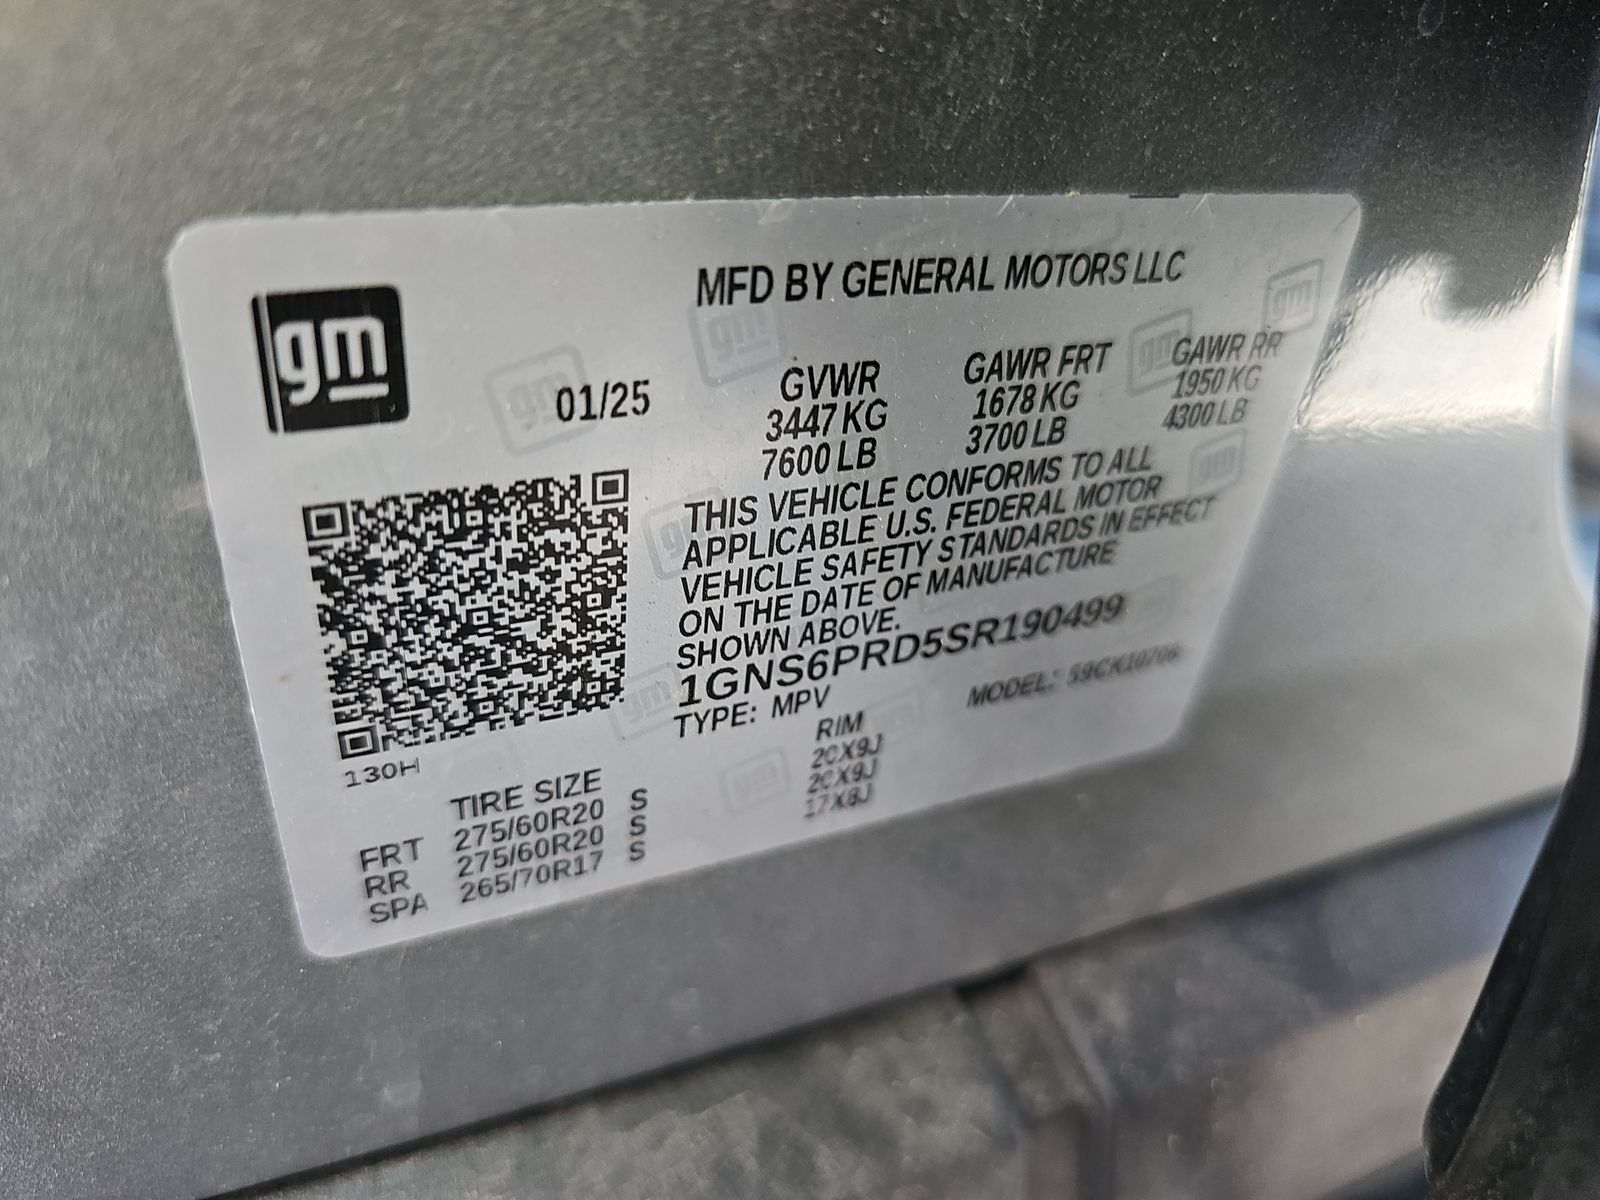 gm
MFD BY GENERAL MOTORS LLC
01/25
GVWR GAWR FRT GAWR RR
3447 KG 1678 KG 1950 KG
7600 LB 3700 LB 4300 LB
THIS VEHICLE CONFORMS TO ALL
APPLICABLE U.S. FEDERAL MOTOR
VEHICLE SAFETY STANDARDS IN EFFECT
ON THE DATE OF MANUFACTURE
SHOWN ABOVE.
1GNS6PRD5SR190499
TYPE: MPV MODEL: 59CK10706
130H
TIRE SIZE RIM
FRT 275/60R20 S 20X9J
RR 275/60R20 S 20X9J
SPA 265/70R17 S 17X8J